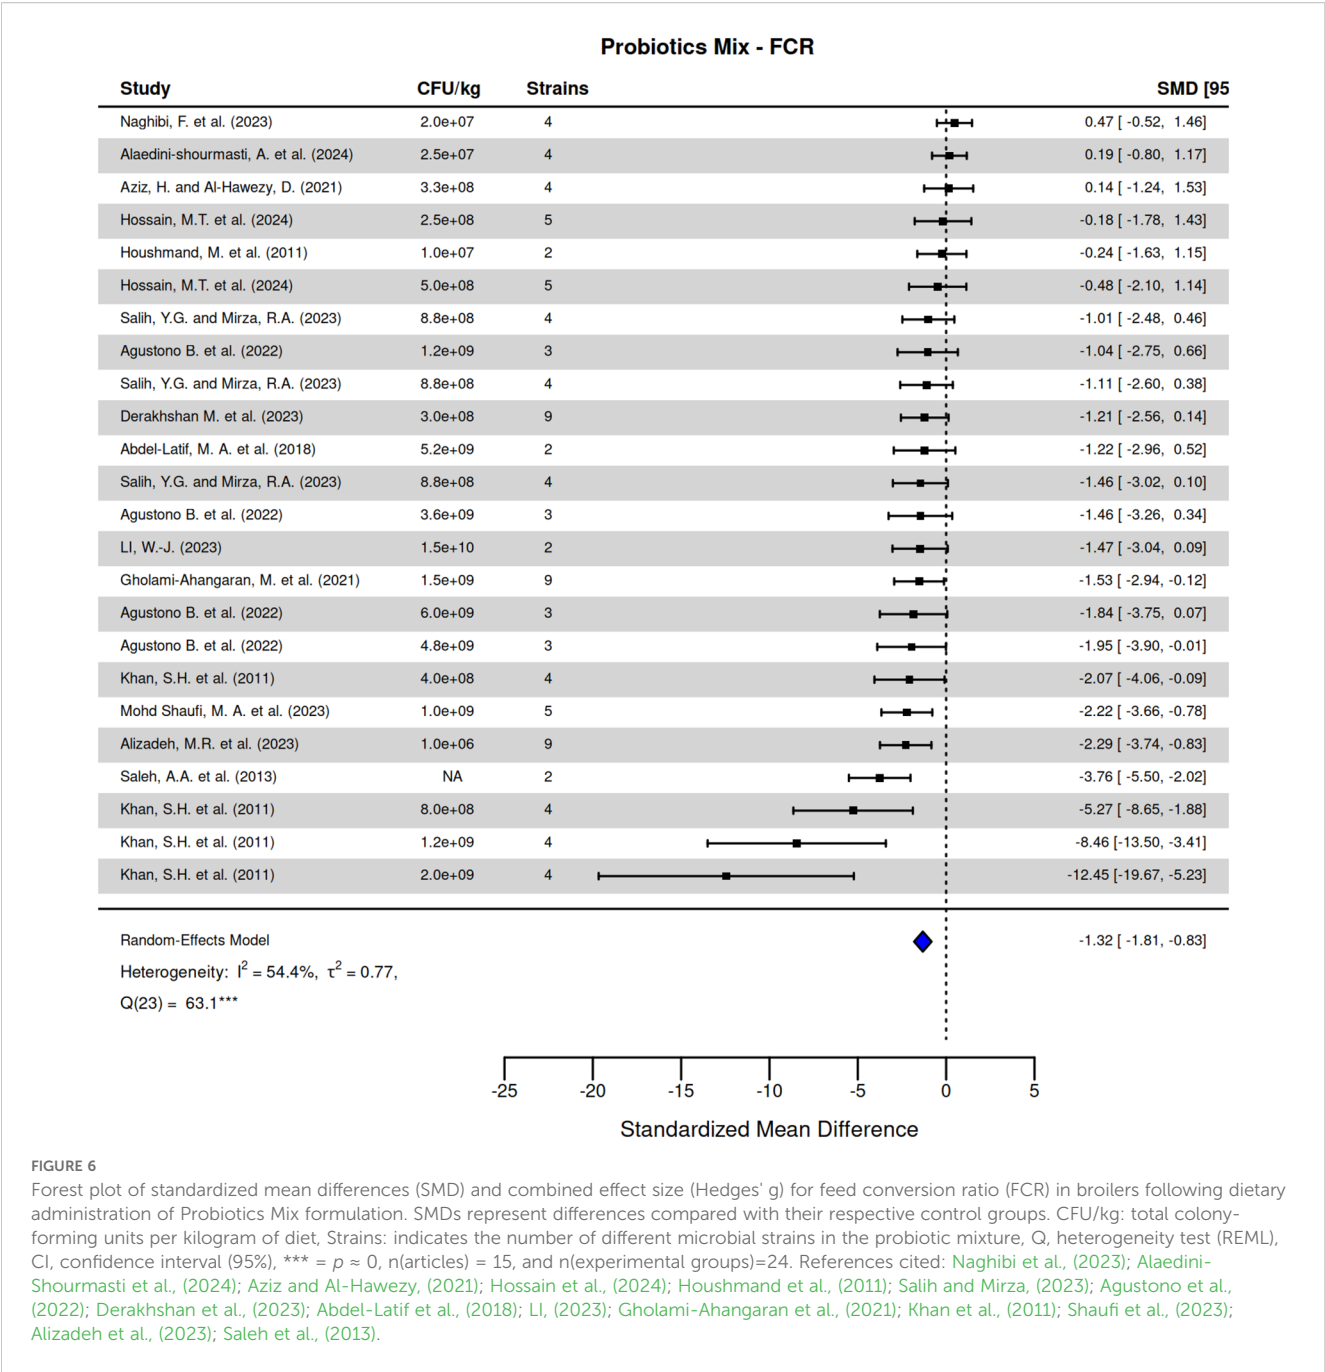 Probiotics Mix - FCR
Study CFU/kg Strains SMD [95
Naghibi, F. et al. (2023) 2.0e+07 4 0.47 [ -0.52, 1.46]
Alaedini-shourmasti, A. et al. (2024) 2.5e+07 4 0.19 [ -0.80, 1.17]
Aziz, H. and Al-Hawezy, D. (2021) 3.3e+08 4 0.14 [ -1.24, 1.53]
Hossain, M.T. et al. (2024) 2.5e+08 5 -0.18 [ -1.78, 1.43]
Houshmand, M. et al. (2011) 1.0e+07 2 -0.24 [ -1.63, 1.15]
Hossain, M.T. et al. (2024) 5.0e+08 5 -0.48 [ -2.10, 1.14]
Salih, Y.G. and Mirza, R.A. (2023) 8.8e+08 4 -1.01 [ -2.48, 0.46]
Agustono B. et al. (2022) 1.2e+09 3 -1.04 [ -2.75, 0.66]
Salih, Y.G. and Mirza, R.A. (2023) 8.8e+08 4 -1.11 [ -2.60, 0.38]
Derakhshan M. et al. (2023) 3.0e+08 9 -1.21 [ -2.56, 0.14]
Abdel-Latif, M. A. et al. (2018) 5.2e+09 2 -1.22 [ -2.96, 0.52]
Salih, Y.G. and Mirza, R.A. (2023) 8.8e+08 4 -1.46 [ -3.02, 0.10]
Agustono B. et al. (2022) 3.6e+09 3 -1.46 [ -3.26, 0.34]
LI, W.-J. (2023) 1.5e+10 2 -1.47 [ -3.04, 0.09]
Gholami-Ahangaran, M. et al. (2021) 1.5e+09 9 -1.53 [ -2.94, -0.12]
Agustono B. et al. (2022) 6.0e+09 3 -1.84 [ -3.75, 0.07]
Agustono B. et al. (2022) 4.8e+09 3 -1.95 [ -3.90, -0.01]
Khan, S.H. et al. (2011) 4.0e+08 4 -2.07 [ -4.06, -0.09]
Mohd Shaufi, M. A. et al. (2023) 1.0e+09 5 -2.22 [ -3.66, -0.78]
Alizadeh, M.R. et al. (2023) 1.0e+06 9 -2.29 [ -3.74, -0.83]
Saleh, A.A. et al. (2013) NA 2 -3.76 [ -5.50, -2.02]
Khan, S.H. et al. (2011) 8.0e+08 4 -5.27 [ -8.65, -1.88]
Khan, S.H. et al. (2011) 1.2e+09 4 -8.46 [-13.50, -3.41]
Khan, S.H. et al. (2011) 2.0e+09 4 -12.45 [-19.67, -5.23]
Random-Effects Model -1.32 [ -1.81, -0.83]
Heterogeneity: I² = 54.4%, τ² = 0.77,
Q(23) = 63.1***
-25 -20 -15 -10 -5 0 5
Standardized Mean Difference
FIGURE 6
Forest plot of standardized mean differences (SMD) and combined effect size (Hedges' g) for feed conversion ratio (FCR) in broilers following dietary
administration of Probiotics Mix formulation. SMDs represent differences compared with their respective control groups. CFU/kg: total colony-
forming units per kilogram of diet, Strains: indicates the number of different microbial strains in the probiotic mixture, Q, heterogeneity test (REML),
CI, confidence interval (95%), *** = p ≈ 0, n(articles) = 15, and n(experimental groups)=24. References cited: Naghibi et al., (2023); Alaedini-
Shourmasti et al., (2024); Aziz and Al-Hawezy, (2021); Hossain et al., (2024); Houshmand et al., (2011); Salih and Mirza, (2023); Agustono et al.,
(2022); Derakhshan et al., (2023); Abdel-Latif et al., (2018); LI, (2023); Gholami-Ahangaran et al., (2021); Khan et al., (2011); Shaufi et al., (2023);
Alizadeh et al., (2023); Saleh et al., (2013).